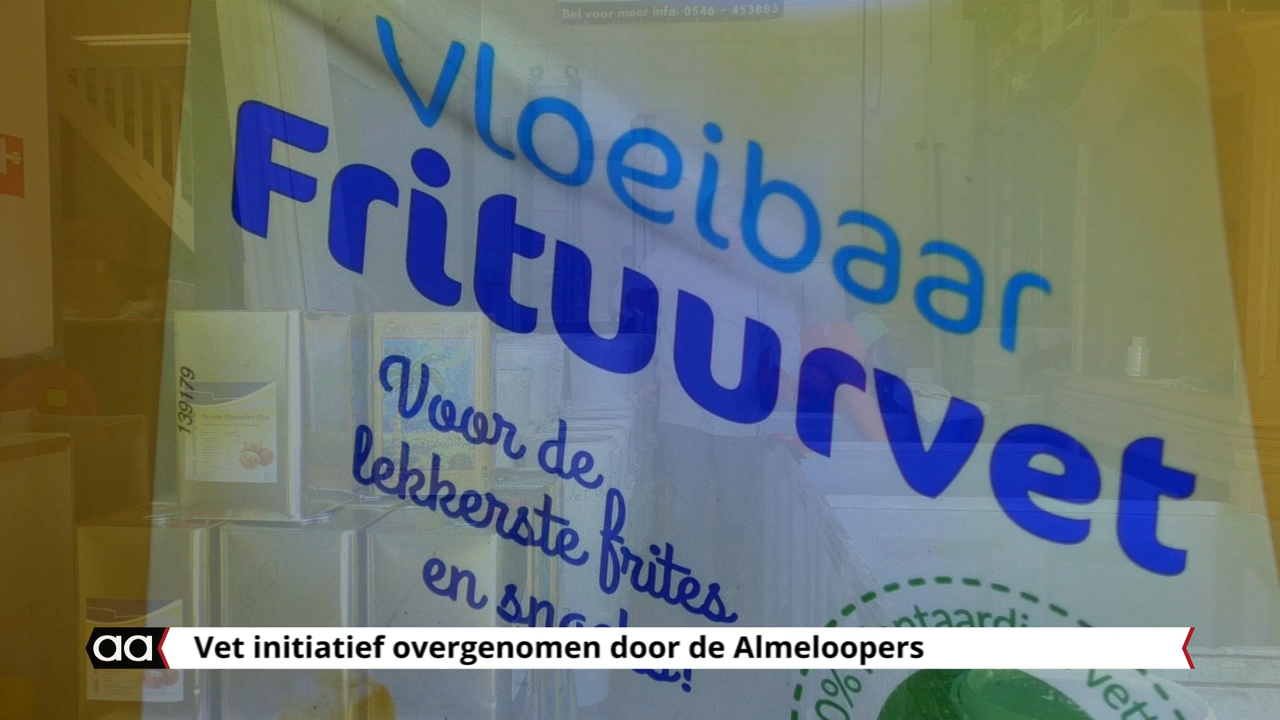 Bel voor meer info: 0546 - 453883
vloeibaar
Frituurvet
Voor de
lekkerste frites
en
139179
aa
Vet initiatief overgenomen door de Almeloopers